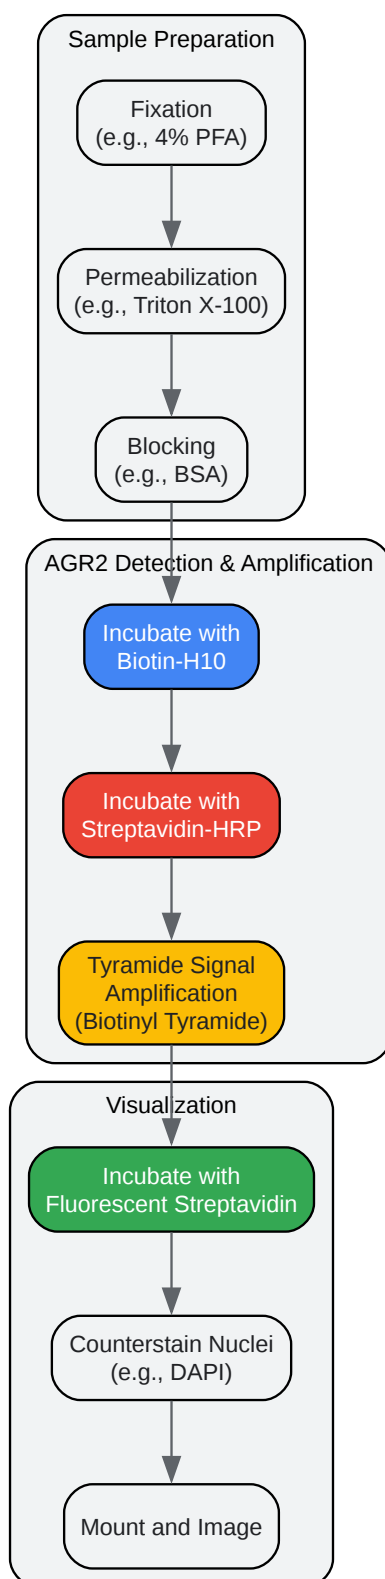 Sample Preparation
Fixation
(e.g., 4% PFA)
Permeabilization
(e.g., Triton X-100)
Blocking
(e.g., BSA)
AGR2 Detection & Amplification
Incubate with
Biotin-H10
Incubate with
Streptavidin-HRP
Tyramide Signal
Amplification
(Biotinyl Tyramide)
Visualization
Incubate with
Fluorescent Streptavidin
Counterstain Nuclei
(e.g., DAPI)
Mount and Image